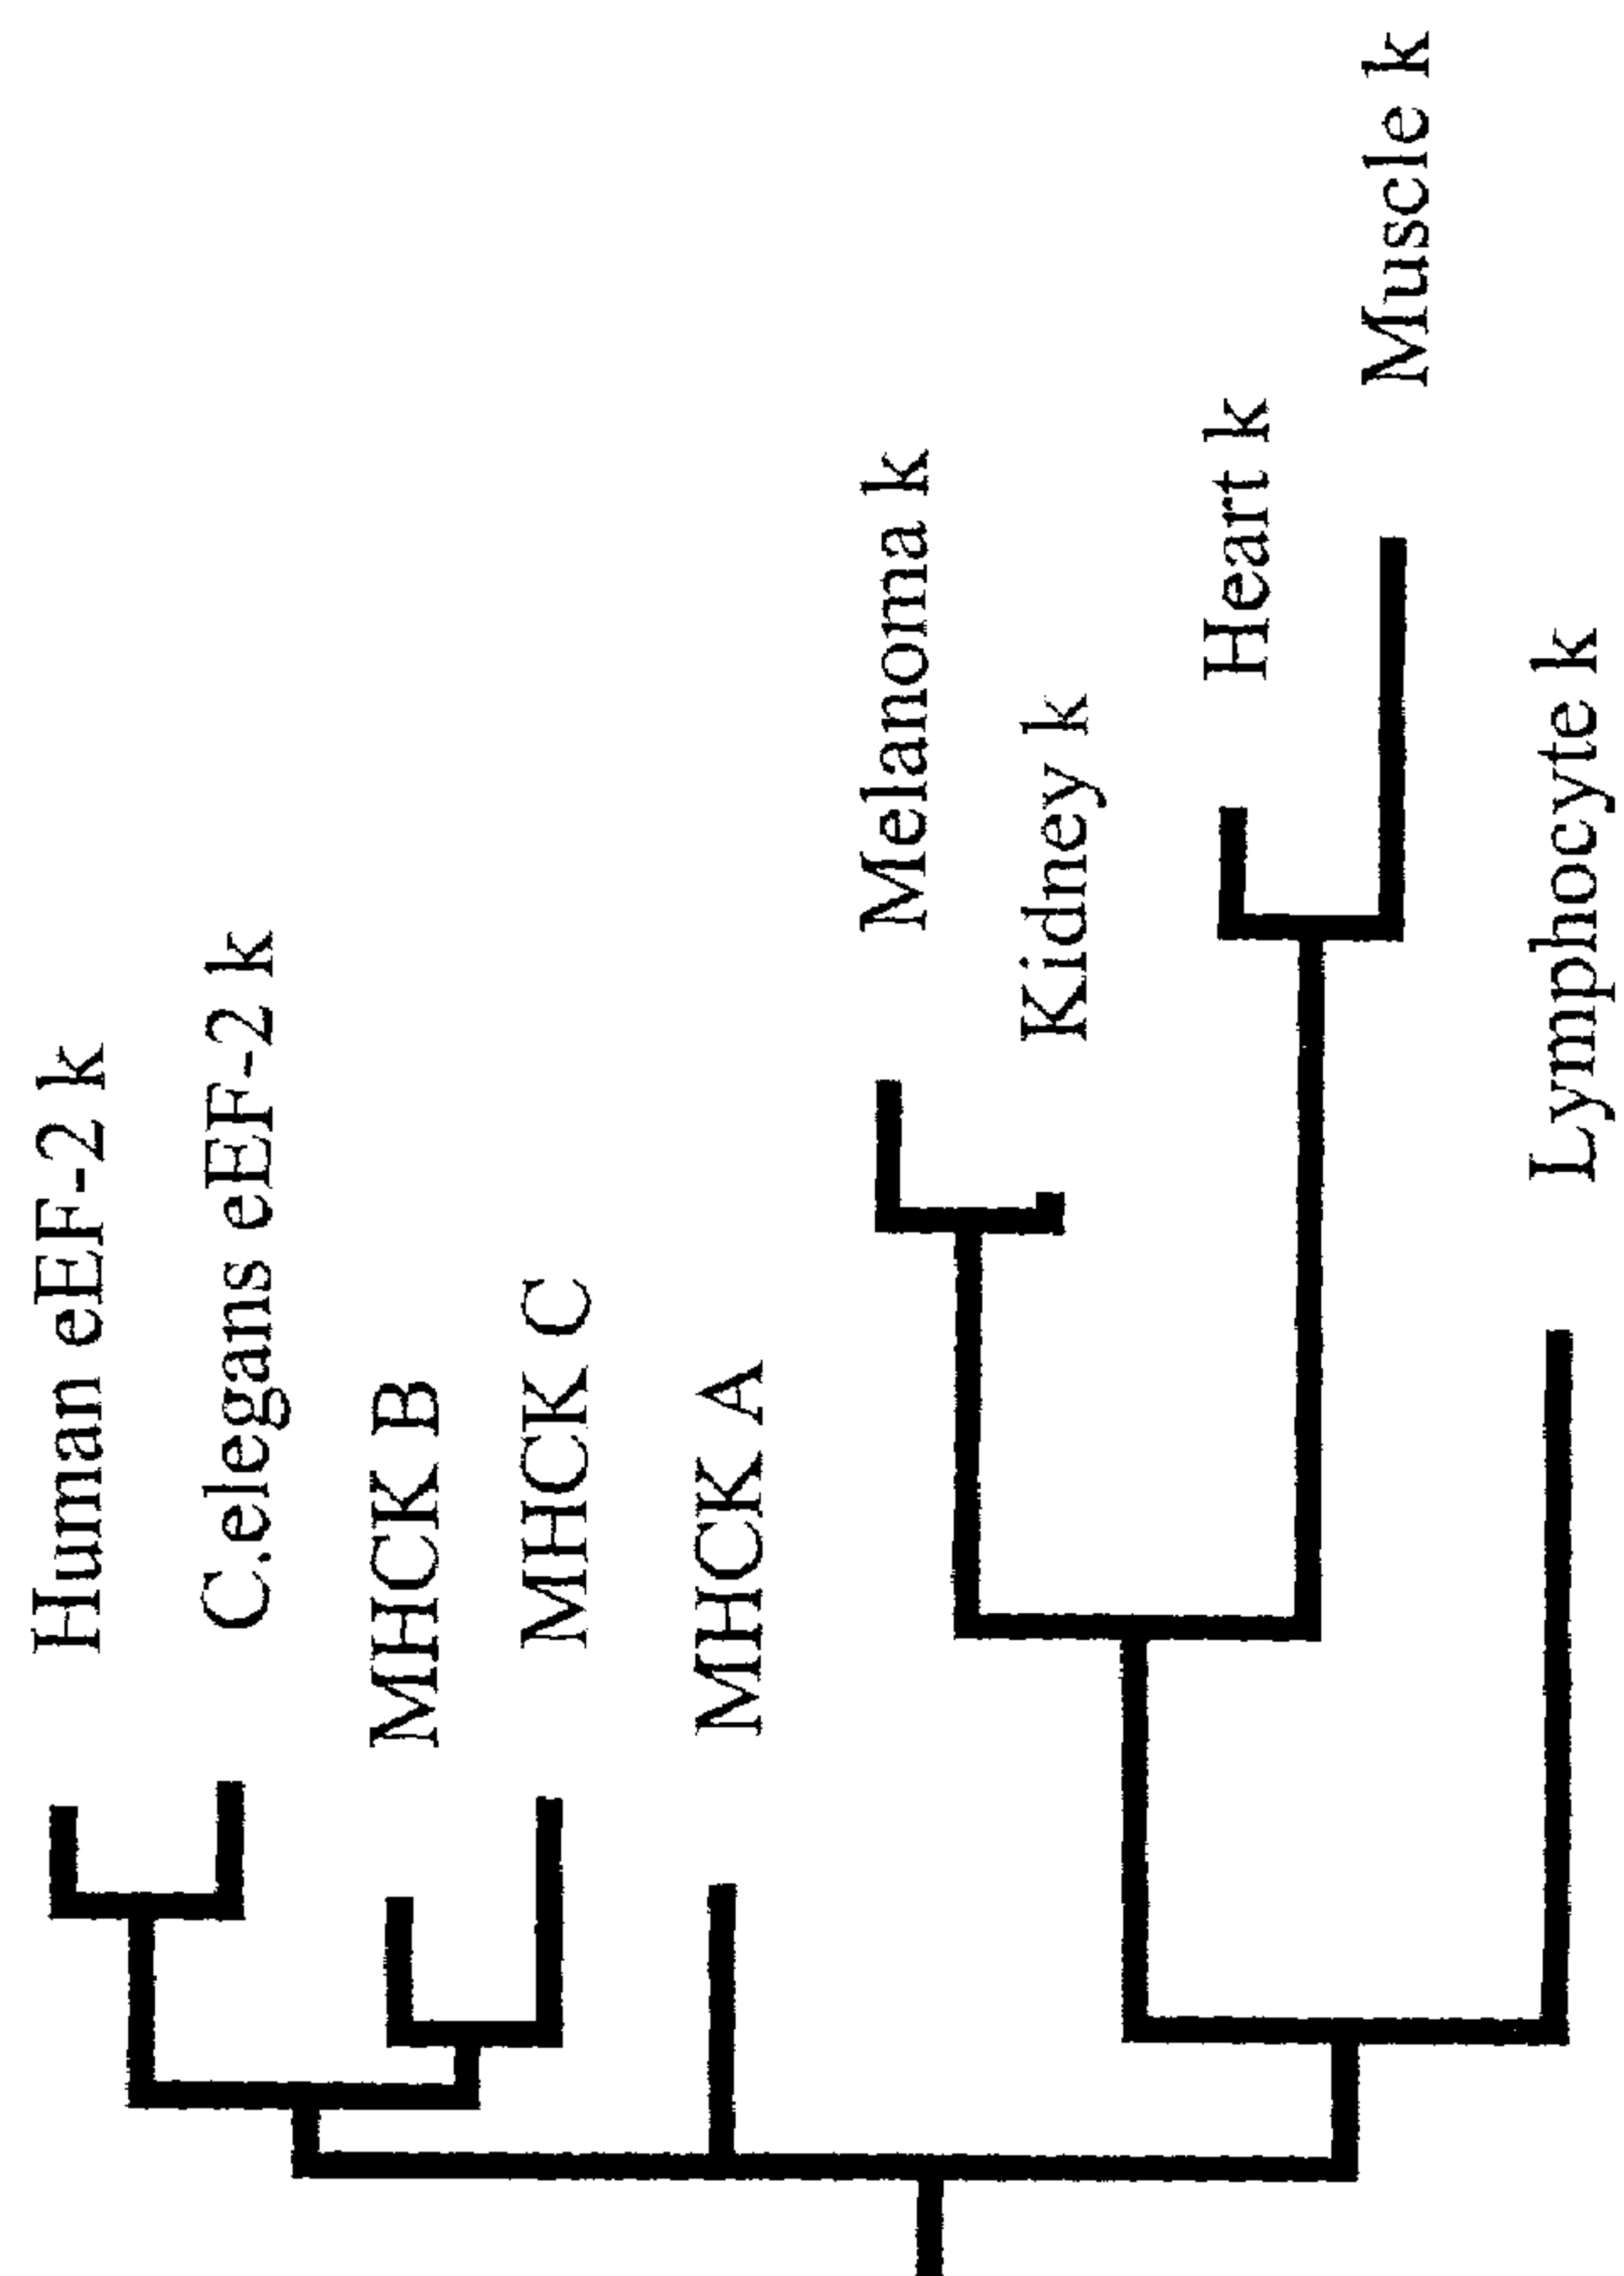 Human eEF-2 k
C.elegans eEF-2 k
MHCK B
MHCK C
MHCK A
Melanoma k
Kidney k
Heart k
Muscle k
Lymphocyte k